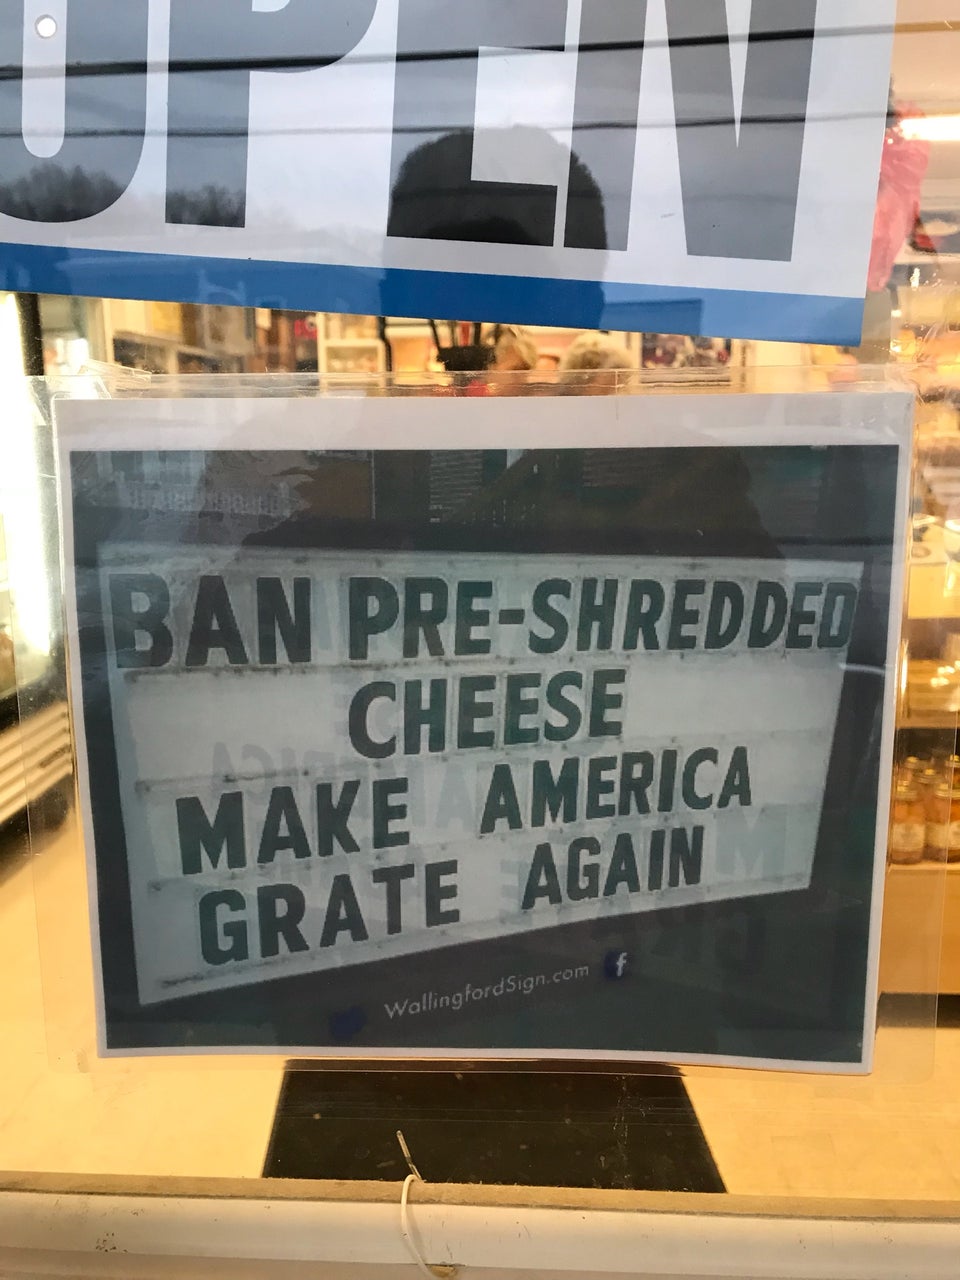 OPEN
BAN PRE-SHREDDED
CHEESE
MAKE AMERICA
GRATE AGAIN
WallingfordSign.com f